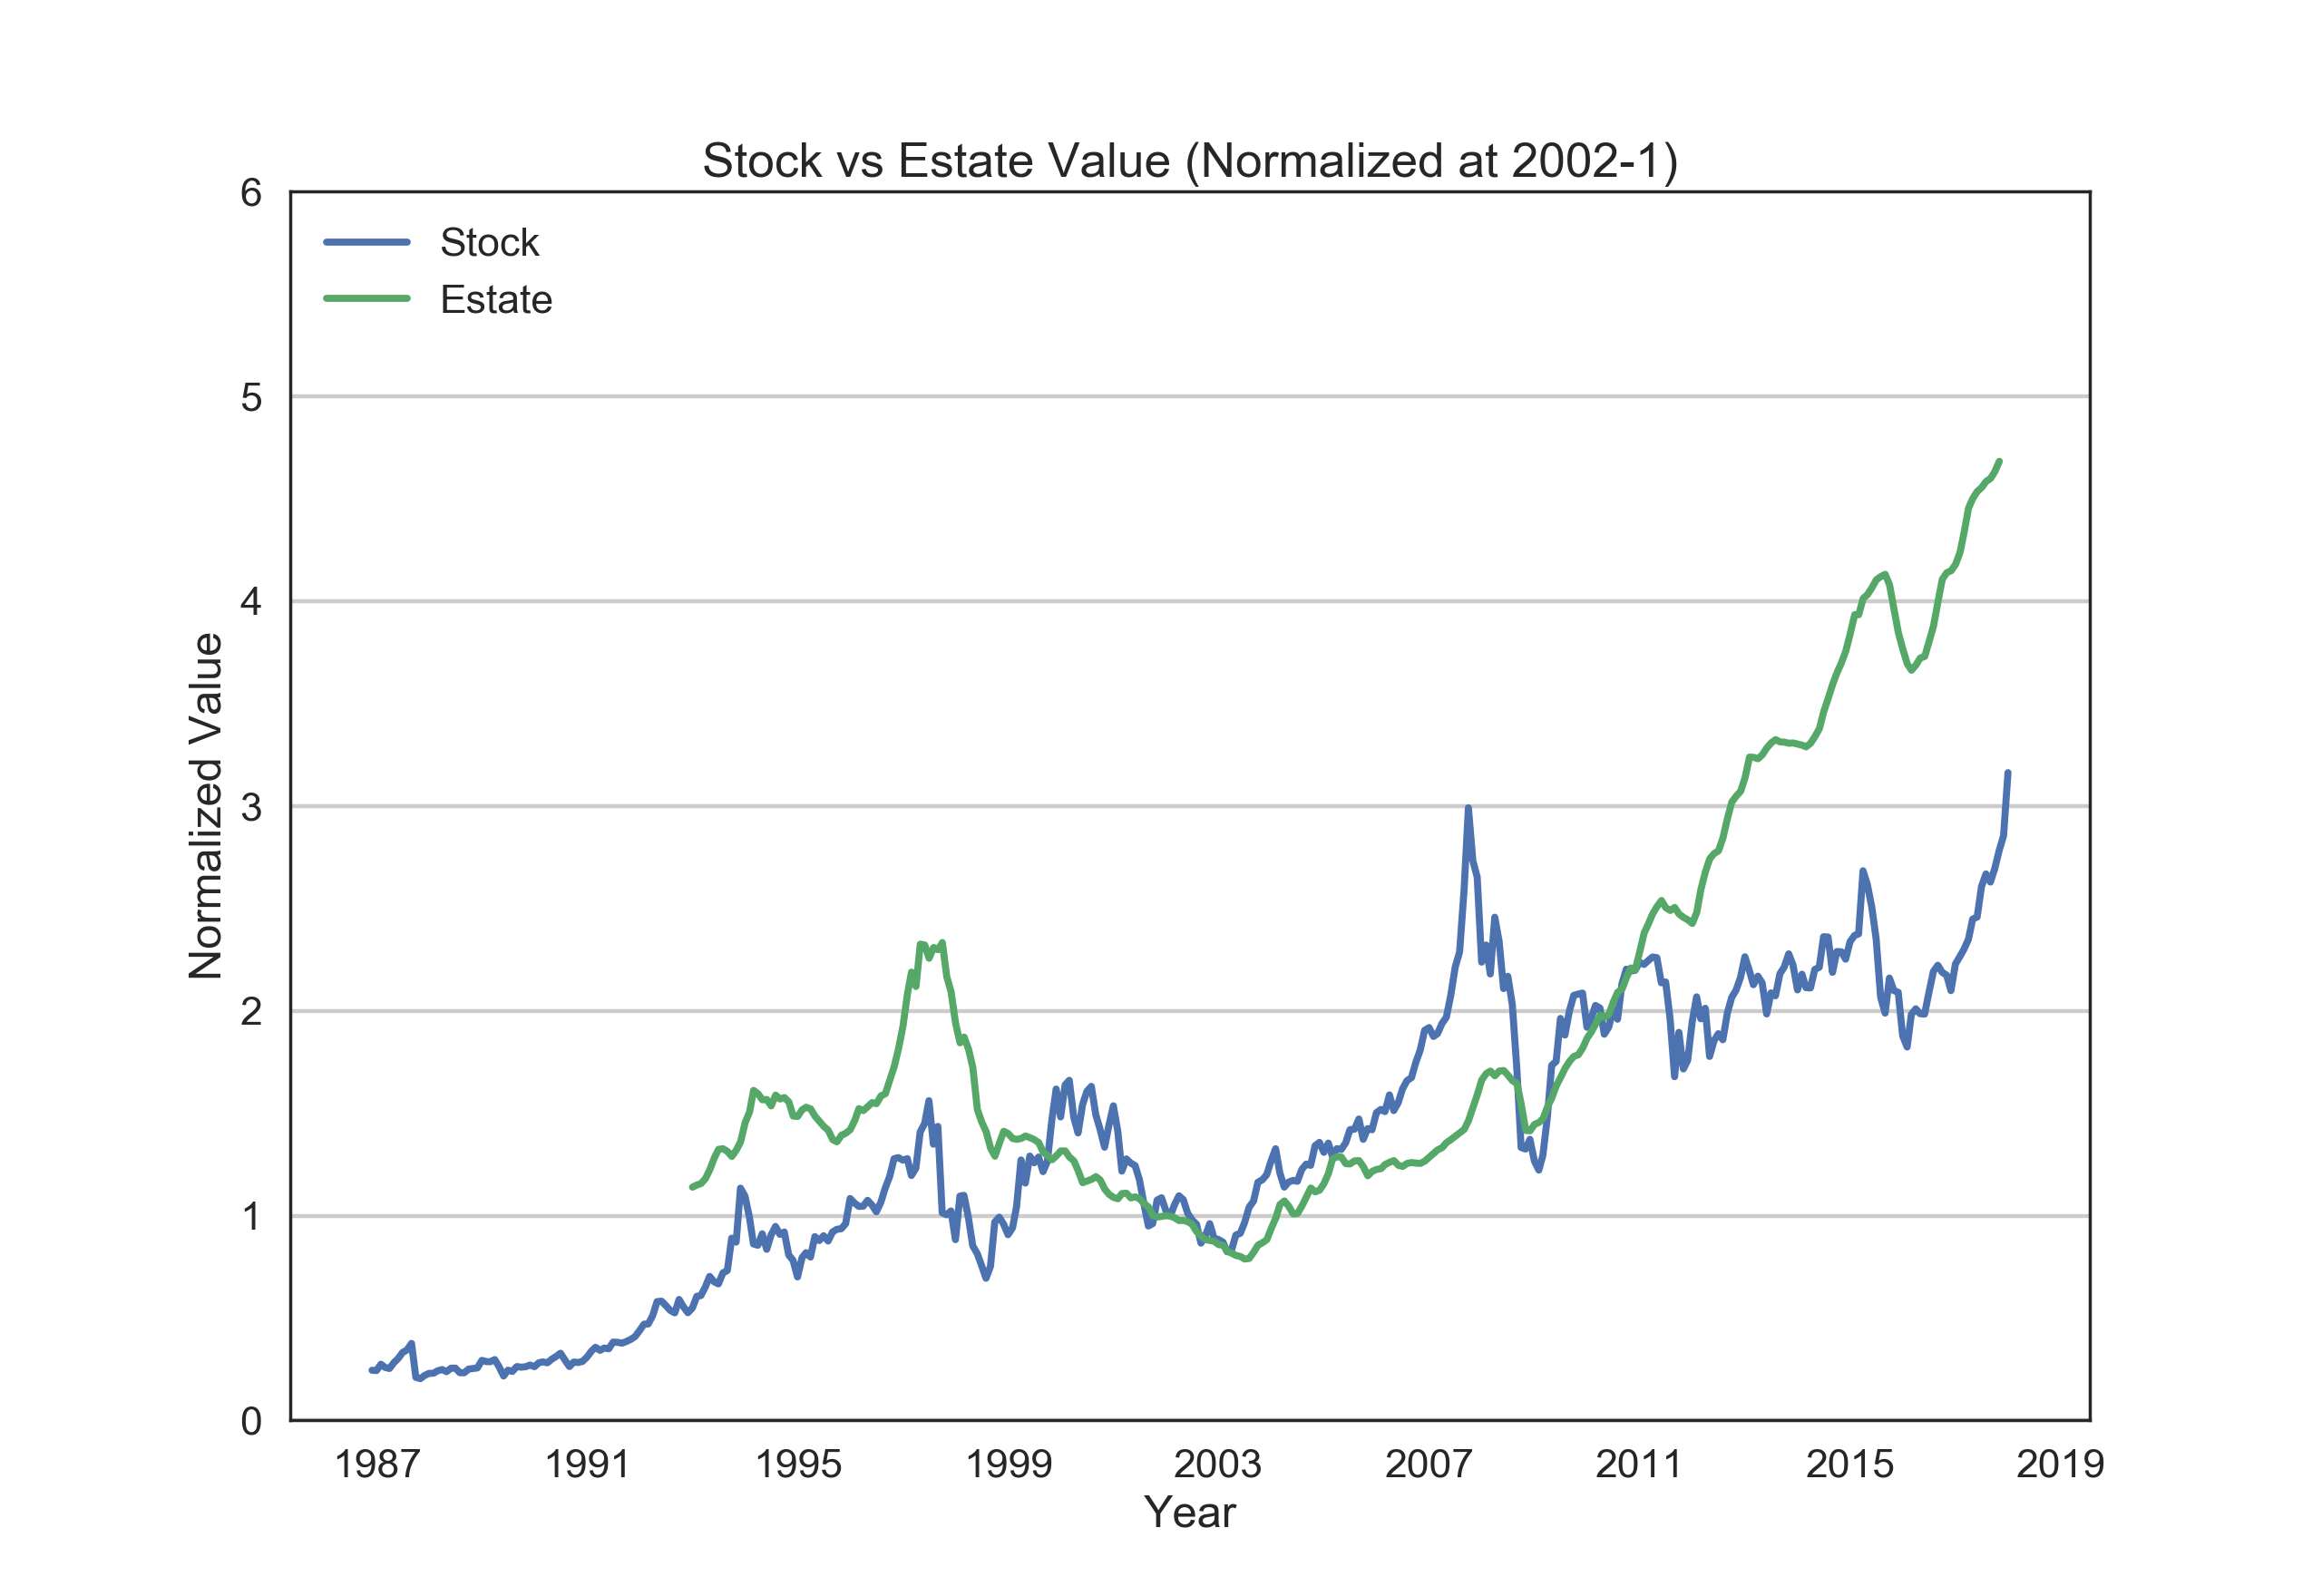 Stock vs Estate Value (Normalized at 2002-1)
6
Stock
Estate
5
4
3
2
1
0
Normalized Value
1987 1991 1995 1999 2003 2007 2011 2015 2019
Year